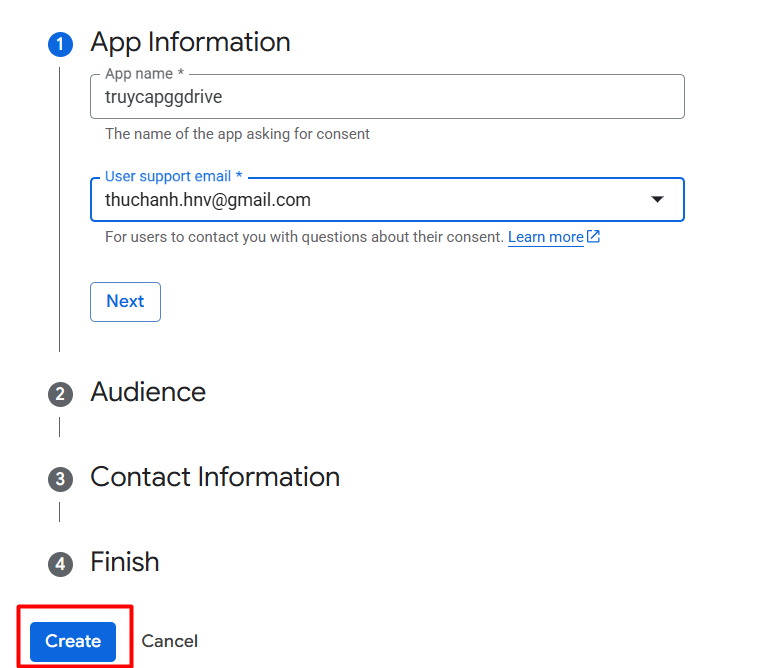 1 App Information
App name *
truycapggdrive
The name of the app asking for consent
User support email *
thuchanh.hnv@gmail.com
For users to contact you with questions about their consent. Learn more
Next
2 Audience
3 Contact Information
4 Finish
Create Cancel